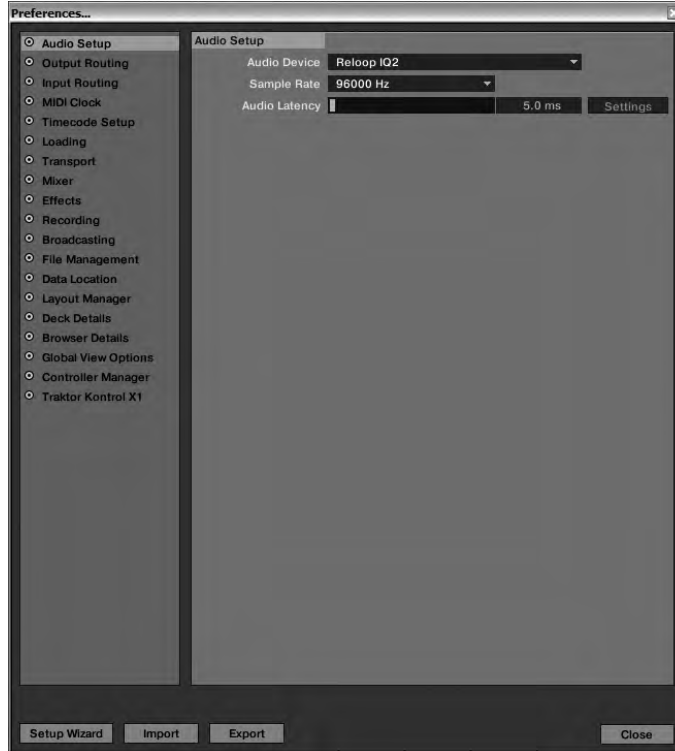 Preferences...
Audio Setup
Output Routing
Input Routing
MIDI Clock
Timecode Setup
Loading
Transport
Mixer
Effects
Recording
Broadcasting
File Management
Data Location
Layout Manager
Deck Details
Browser Details
Global View Options
Controller Manager
Traktor Kontrol X1
Audio Setup
Audio Device Reloop IQ2
Sample Rate 96000 Hz
Audio Latency 5.0 ms Settings
Setup Wizard Import Export Close